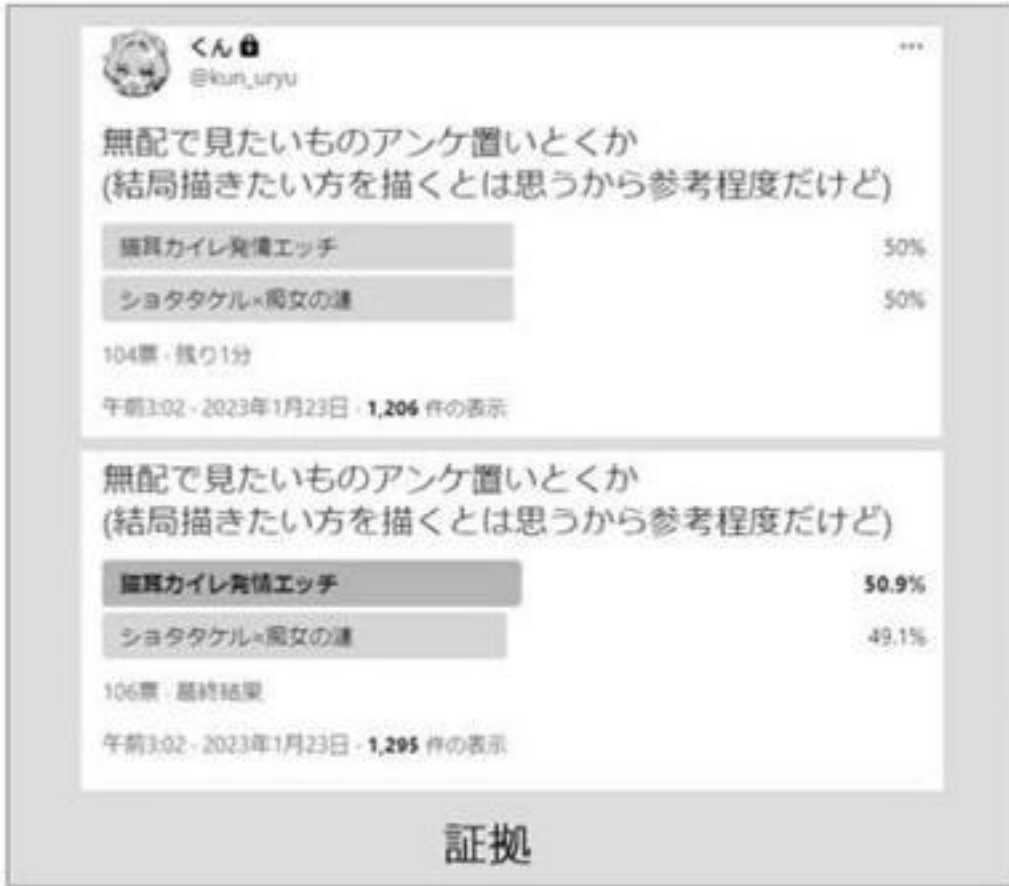 くん
@kun_uryu
無配で見たいものアンケ置いとくか
(結局描きたい方を描くとは思うから参考程度だけど)
猫耳カイレ発情エッチ 50%
ショタタケル×痴女の漣 50%
104票・残り1分
午前3:02・2023年1月23日・1,206 件の表示
無配で見たいものアンケ置いとくか
(結局描きたい方を描くとは思うから参考程度だけど)
猫耳カイレ発情エッチ 50.9%
ショタタケル×痴女の漣 49.1%
106票・最終結果
午前3:02・2023年1月23日・1,295 件の表示
証拠